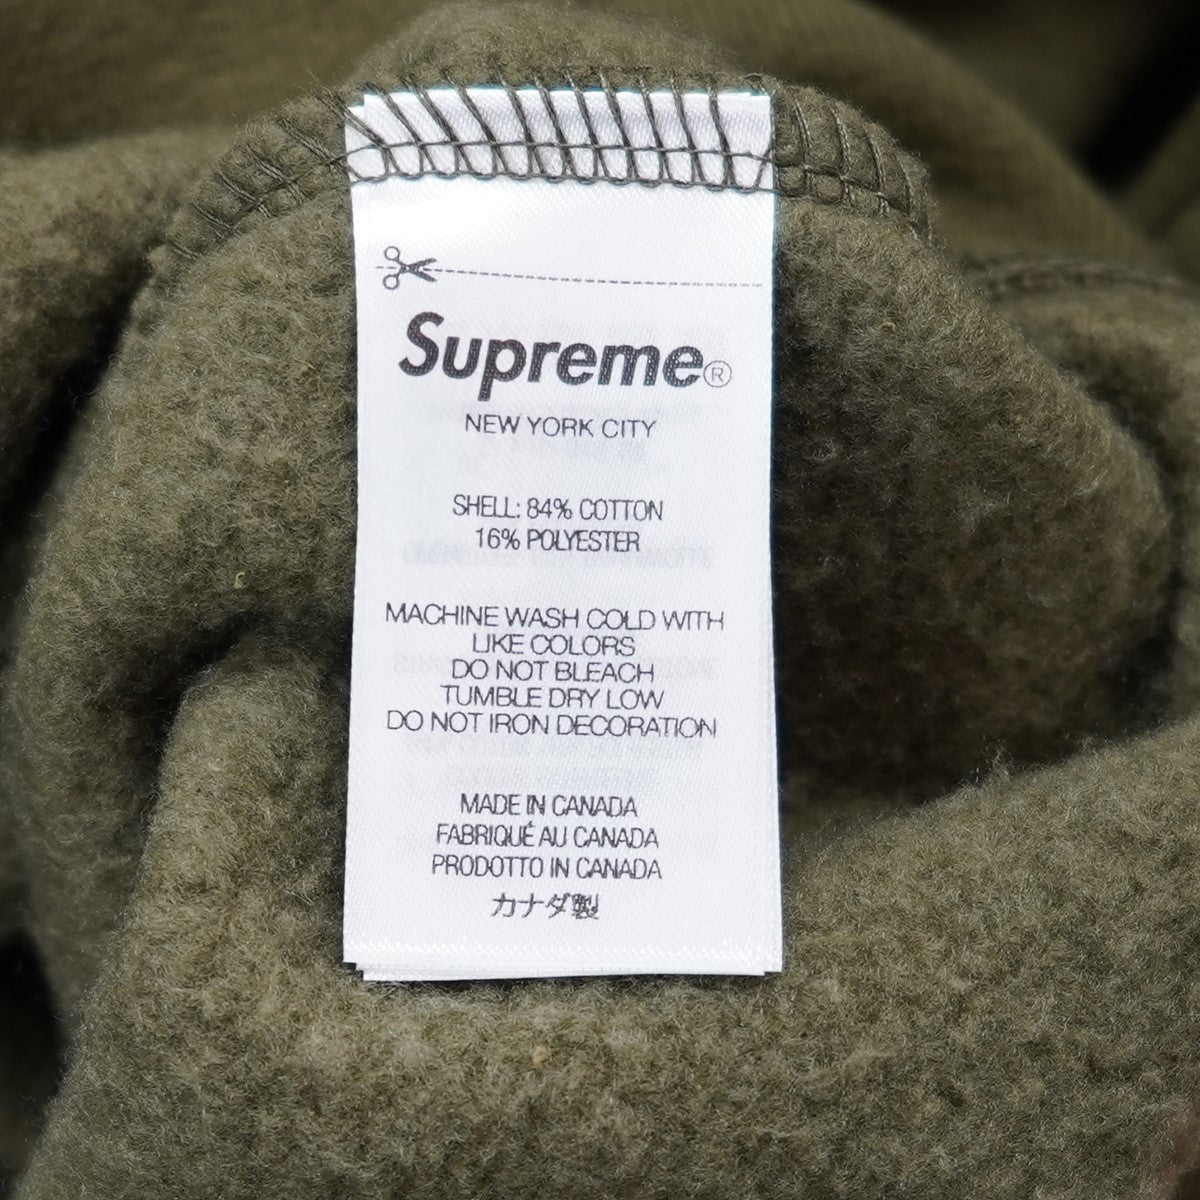 Supreme®
NEW YORK CITY
SHELL: 84% COTTON
16% POLYESTER
MACHINE WASH COLD WITH
LIKE COLORS
DO NOT BLEACH
TUMBLE DRY LOW
DO NOT IRON DECORATION
MADE IN CANADA
FABRIQUÉ AU CANADA
PRODOTTO IN CANADA
カナダ製